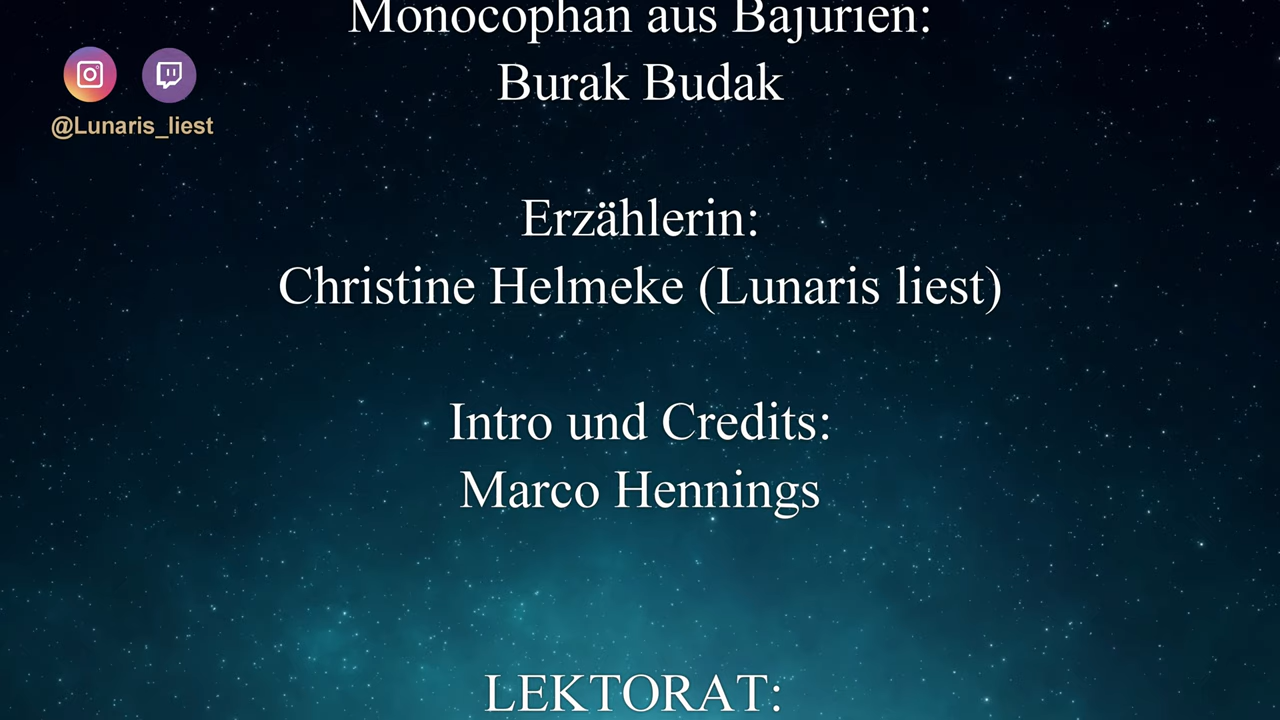 Monocophan aus Bajurien:
Burak Budak
@Lunaris_liest
Erzählerin:
Christine Helmeke (Lunaris liest)
Intro und Credits:
Marco Hennings
LEKTORAT: